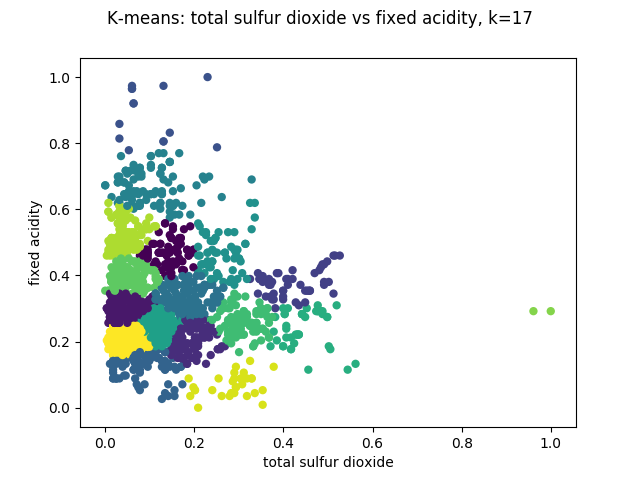 K-means: total sulfur dioxide vs fixed acidity, k=17
1.0
0.8
0.6
0.4
0.2
0.0
fixed acidity
0.0 0.2 0.4 0.6 0.8 1.0
total sulfur dioxide